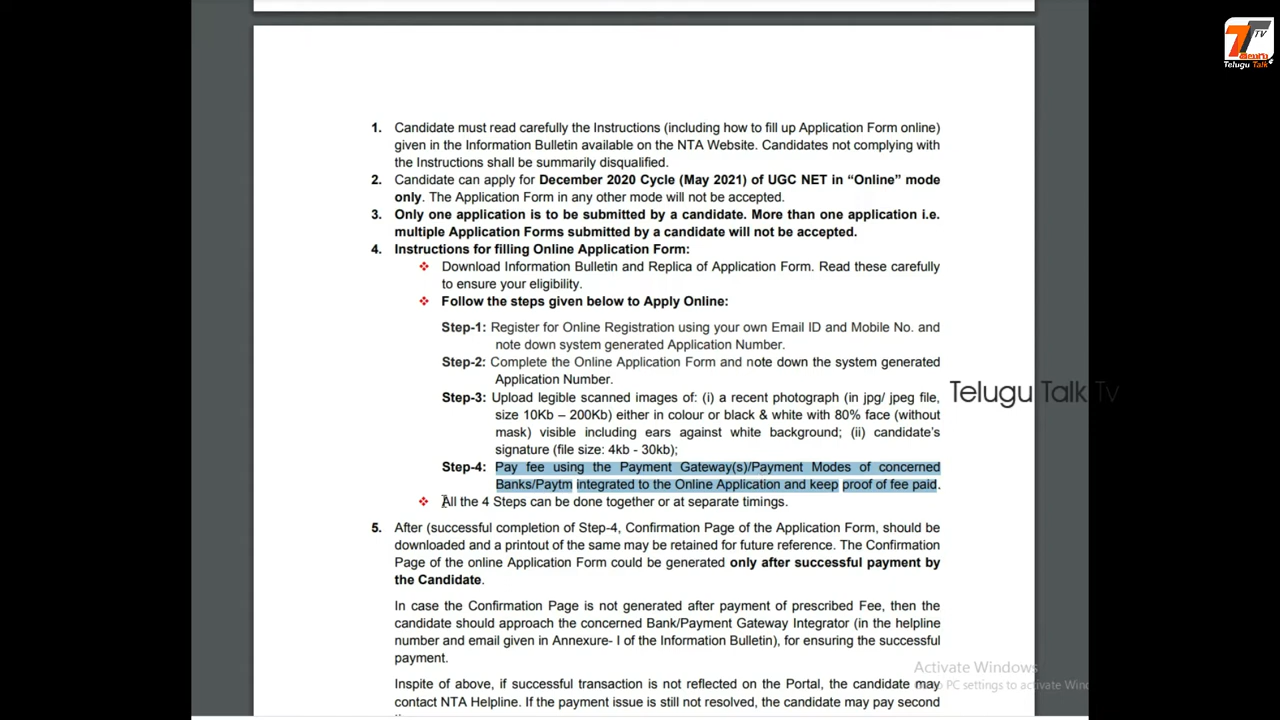 TV
Telugu Talk
1. Candidate must read carefully the Instructions (including how to fill up Application Form online)
given in the Information Bulletin available on the NTA Website. Candidates not complying with
the Instructions shall be summarily disqualified.
2. Candidate can apply for December 2020 Cycle (May 2021) of UGC NET in “Online” mode
only. The Application Form in any other mode will not be accepted.
3. Only one application is to be submitted by a candidate. More than one application i.e.
multiple Application Forms submitted by a candidate will not be accepted.
4. Instructions for filling Online Application Form:
Download Information Bulletin and Replica of Application Form. Read these carefully
to ensure your eligibility.
Follow the steps given below to Apply Online:
Step-1: Register for Online Registration using your own Email ID and Mobile No. and
note down system generated Application Number.
Step-2: Complete the Online Application Form and note down the system generated
Application Number.
Step-3: Upload legible scanned images of: (i) a recent photograph (in jpg/ jpeg file,
size 10Kb – 200Kb) either in colour or black & white with 80% face (without
mask) visible including ears against white background; (ii) candidate’s
signature (file size: 4kb - 30kb);
Telugu Talk Tv
Step-4: Pay fee using the Payment Gateway(s)/Payment Modes of concerned
Banks/Paytm integrated to the Online Application and keep proof of fee paid.
All the 4 Steps can be done together or at separate timings.
5. After (successful completion of Step-4, Confirmation Page of the Application Form, should be
downloaded and a printout of the same may be retained for future reference. The Confirmation
Page of the online Application Form could be generated only after successful payment by
the Candidate.
In case the Confirmation Page is not generated after payment of prescribed Fee, then the
candidate should approach the concerned Bank/Payment Gateway Integrator (in the helpline
number and email given in Annexure- I of the Information Bulletin), for ensuring the successful
payment.
Inspite of above, if successful transaction is not reflected on the Portal, the candidate may
contact NTA Helpline. If the payment issue is still not resolved, the candidate may pay second
Activate Windows
PC settings to activate